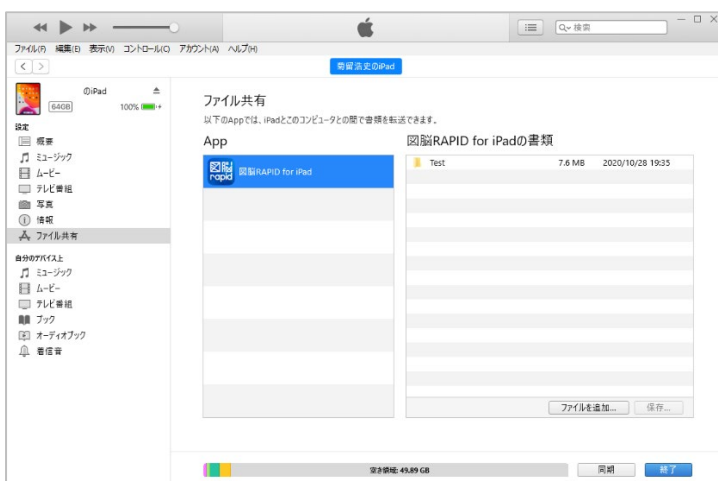 検索
ファイル(F) 編集(E) 表示(V) コントロール(C) アカウント(A) ヘルプ(H)
菊留浩史のiPad
のiPad
64GB 100%
設定
概要
ミュージック
ムービー
テレビ番組
写真
情報
ファイル共有
自分のデバイス上
ミュージック
ムービー
テレビ番組
ブック
オーディオブック
着信音
ファイル共有
以下のAppでは、iPadとこのコンピュータとの間で書類を転送できます。
App
図脳RAPID for iPadの書類
図脳 rapid
図脳RAPID for iPad
Test 7.6 MB 2020/10/28 19:35
ファイルを追加... 保存...
空き領域: 49.89 GB
同期 終了